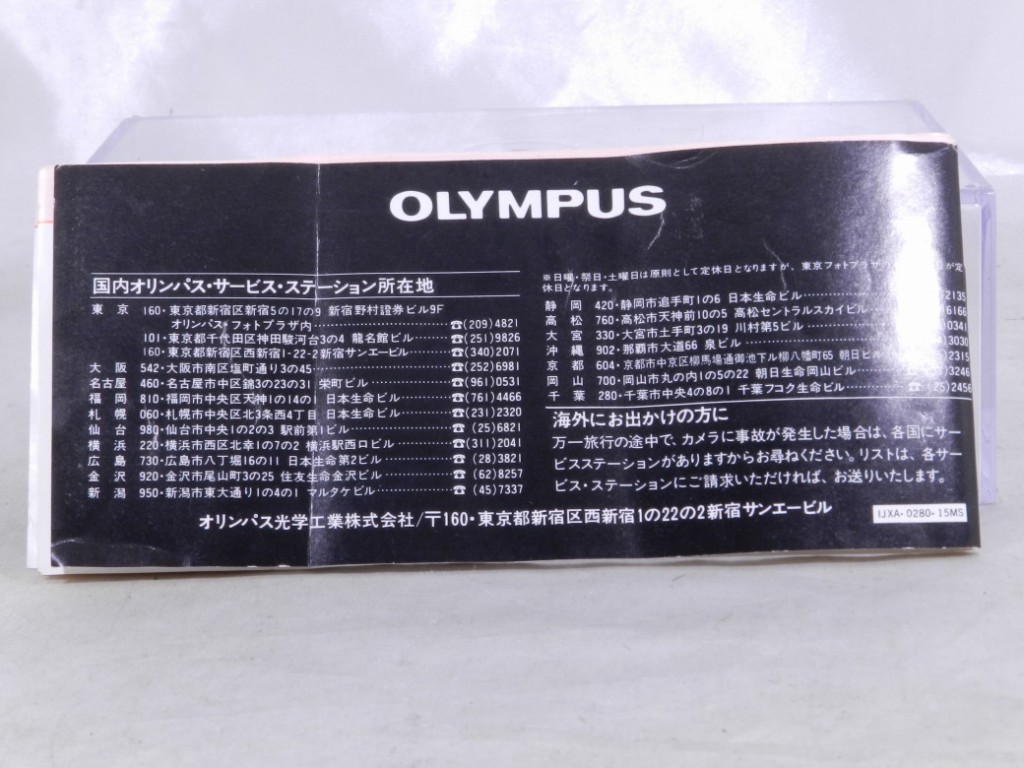 OLYMPUS
国内オリンパス・サービス・ステーション所在地
東京 160・東京都新宿区新宿5の17の9 新宿野村證券ビル9F
オリンパス・フォトプラザ内……☎(209)4821
101・東京都千代田区神田駿河台3の4 龍名館ビル……☎(251)9826
160・東京都新宿区西新宿1-22-2新宿サンエービル……☎(340)2071
大阪 542・大阪市南区塩町通り3の45……☎(252)6981
名古屋 460・名古屋市中区錦3の23の31 栄町ビル……☎(961)0531
福岡 810・福岡市中央区天神1の14の1 日本生命ビル……☎(761)4466
札幌 060・札幌市中央区北3条西4丁目 日本生命ビル……☎(231)2320
仙台 980・仙台市中央1の2の3 駅前第1ビル……☎(25)6821
横浜 220・横浜市西区北幸1の7の2 横浜駅西口ビル……☎(311)2041
広島 730・広島市八丁堀16の11 日本生命第2ビル……☎(28)3821
金沢 920・金沢市尾山町3の25 住友生命金沢ビル……☎(62)8257
新潟 950・新潟市東大通り1の4の1 マルタケビル……☎(45)7337
※日曜・祭日・土曜日は原則として定休日となりますが、東京フォトプラザの
休日となります。
静岡 420・静岡市追手町1の6 日本生命ビル……2135
高松 760・高松市天神前10の5 高松セントラルスカイビル……6166
大宮 330・大宮市土手町3の19 川村第5ビル……0341
沖縄 902・那覇市大道66 泉ビル……3030
京都 604・京都市中京区柳馬場通御池下ル柳八幡町65 朝日ビル……2315
岡山 700・岡山市丸の内1の5の22 朝日生命岡山ビル……3246
千葉 280・千葉市中央4の8の1 千葉フコク生命ビル……☎(25)2456
海外にお出かけの方に
万一旅行の途中で、カメラに事故が発生した場合は、各国にサー
ビスステーションがありますからお尋ねください。リストは、各サー
ビス・ステーションにご請求いただければ、お送りいたします。
オリンパス光学工業株式会社/〒160・東京都新宿区西新宿1の22の2新宿サンエービル
IJXA-0280-15MS